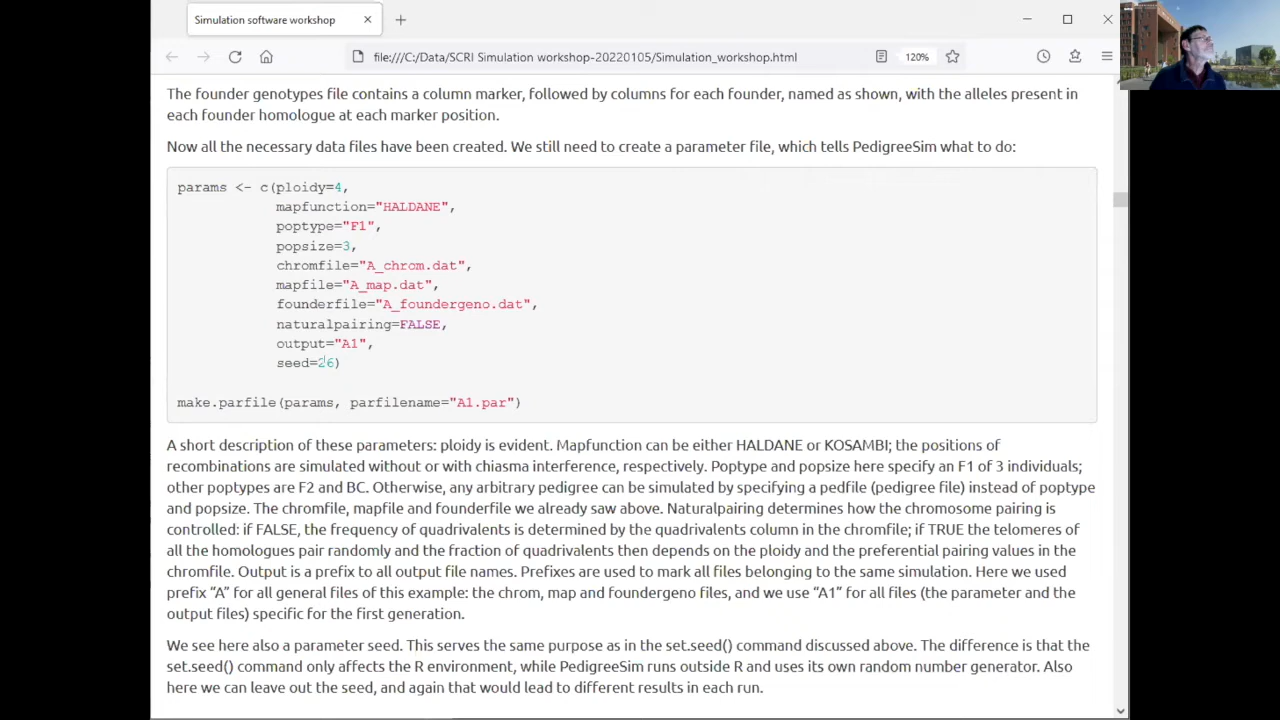 Simulation software workshop
file:///C:/Data/SCRI Simulation workshop-20220105/Simulation_workshop.html
120%
The founder genotypes file contains a column marker, followed by columns for each founder, named as shown, with the alleles present in
each founder homologue at each marker position.
Now all the necessary data files have been created. We still need to create a parameter file, which tells PedigreeSim what to do:
params <- c(ploidy=4,
mapfunction="HALDANE",
poptype="F1",
popsize=3,
chromfile="A_chrom.dat",
mapfile="A_map.dat",
founderfile="A_foundergeno.dat",
naturalpairing=FALSE,
output="A1",
seed=26)
make.parfile(params, parfilename="A1.par")
A short description of these parameters: ploidy is evident. Mapfunction can be either HALDANE or KOSAMBI; the positions of
recombinations are simulated without or with chiasma interference, respectively. Poptype and popsize here specify an F1 of 3 individuals;
other poptypes are F2 and BC. Otherwise, any arbitrary pedigree can be simulated by specifying a pedfile (pedigree file) instead of poptype
and popsize. The chromfile, mapfile and founderfile we already saw above. Naturalpairing determines how the chromosome pairing is
controlled: if FALSE, the frequency of quadrivalents is determined by the quadrivalents column in the chromfile; if TRUE the telomeres of
all the homologues pair randomly and the fraction of quadrivalents then depends on the ploidy and the preferential pairing values in the
chromfile. Output is a prefix to all output file names. Prefixes are used to mark all files belonging to the same simulation. Here we used
prefix “A” for all general files of this example: the chrom, map and foundergeno files, and we use “A1” for all files (the parameter and the
output files) specific for the first generation.
We see here also a parameter seed. This serves the same purpose as in the set.seed() command discussed above. The difference is that the
set.seed() command only affects the R environment, while PedigreeSim runs outside R and uses its own random number generator. Also
here we can leave out the seed, and again that would lead to different results in each run.